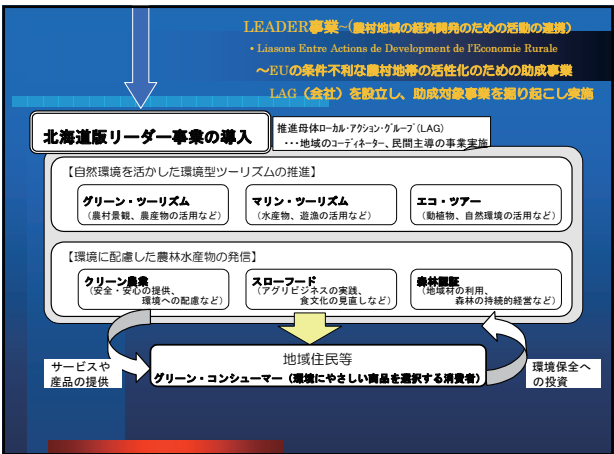 LEADER事業~(農村地域の経済開発のための活動の連携)
• Liasons Entre Actions de Development de l'Economie Rurale
～EUの条件不利な農村地帯の活性化のための助成事業
LAG（会社）を設立し、助成対象事業を掘り起こし実施
北海道版リーダー事業の導入
推進母体ﾛｰｶﾙ･ｱｸｼｮﾝ･ｸﾞﾙｰﾌﾟ(LAG)
･･･地域のｺｰﾃﾞｨﾈｰﾀｰ、民間主導の事業実施
【自然環境を活かした環境型ツーリズムの推進】
グリーン・ツーリズム
（農村景観、農産物の活用など）
マリン・ツーリズム
（水産物、遊漁の活用など）
エコ・ツアー
（動植物、自然環境の活用など）
【環境に配慮した農林水産物の発信】
クリーン農業
（安全・安心の提供、
環境への配慮など）
スローフード
（アグリビジネスの実践、
食文化の見直しなど）
森林認証
（地域材の利用、
森林の持続的経営など）
サービスや
産品の提供
地域住民等
グリーン・コンシューマー（環境にやさしい商品を選択する消費者）
環境保全へ
の投資